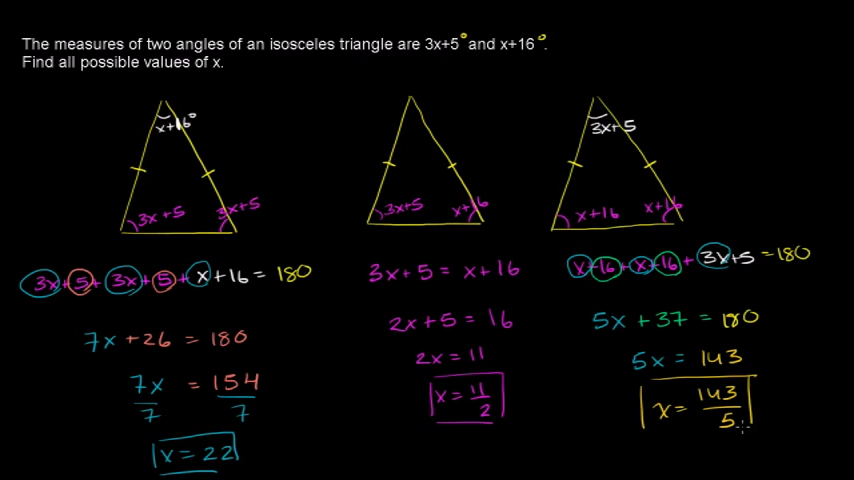 The measures of two angles of an isosceles triangle are 3x+5° and x+16°.
Find all possible values of x.
x+16°
3x+5
3x+5
3x+5 + 3x+5 + x+16 = 180
7x +26 = 180
7x = 154
7 7
x = 22
3x+5
x+16
3x+5 = x+16
2x+5 = 16
2x = 11
x = 11
2
3x+5
x+16
x+16
x+16 + x+16 + 3x+5 = 180
5x +37 = 180
5x = 143
x = 143
5